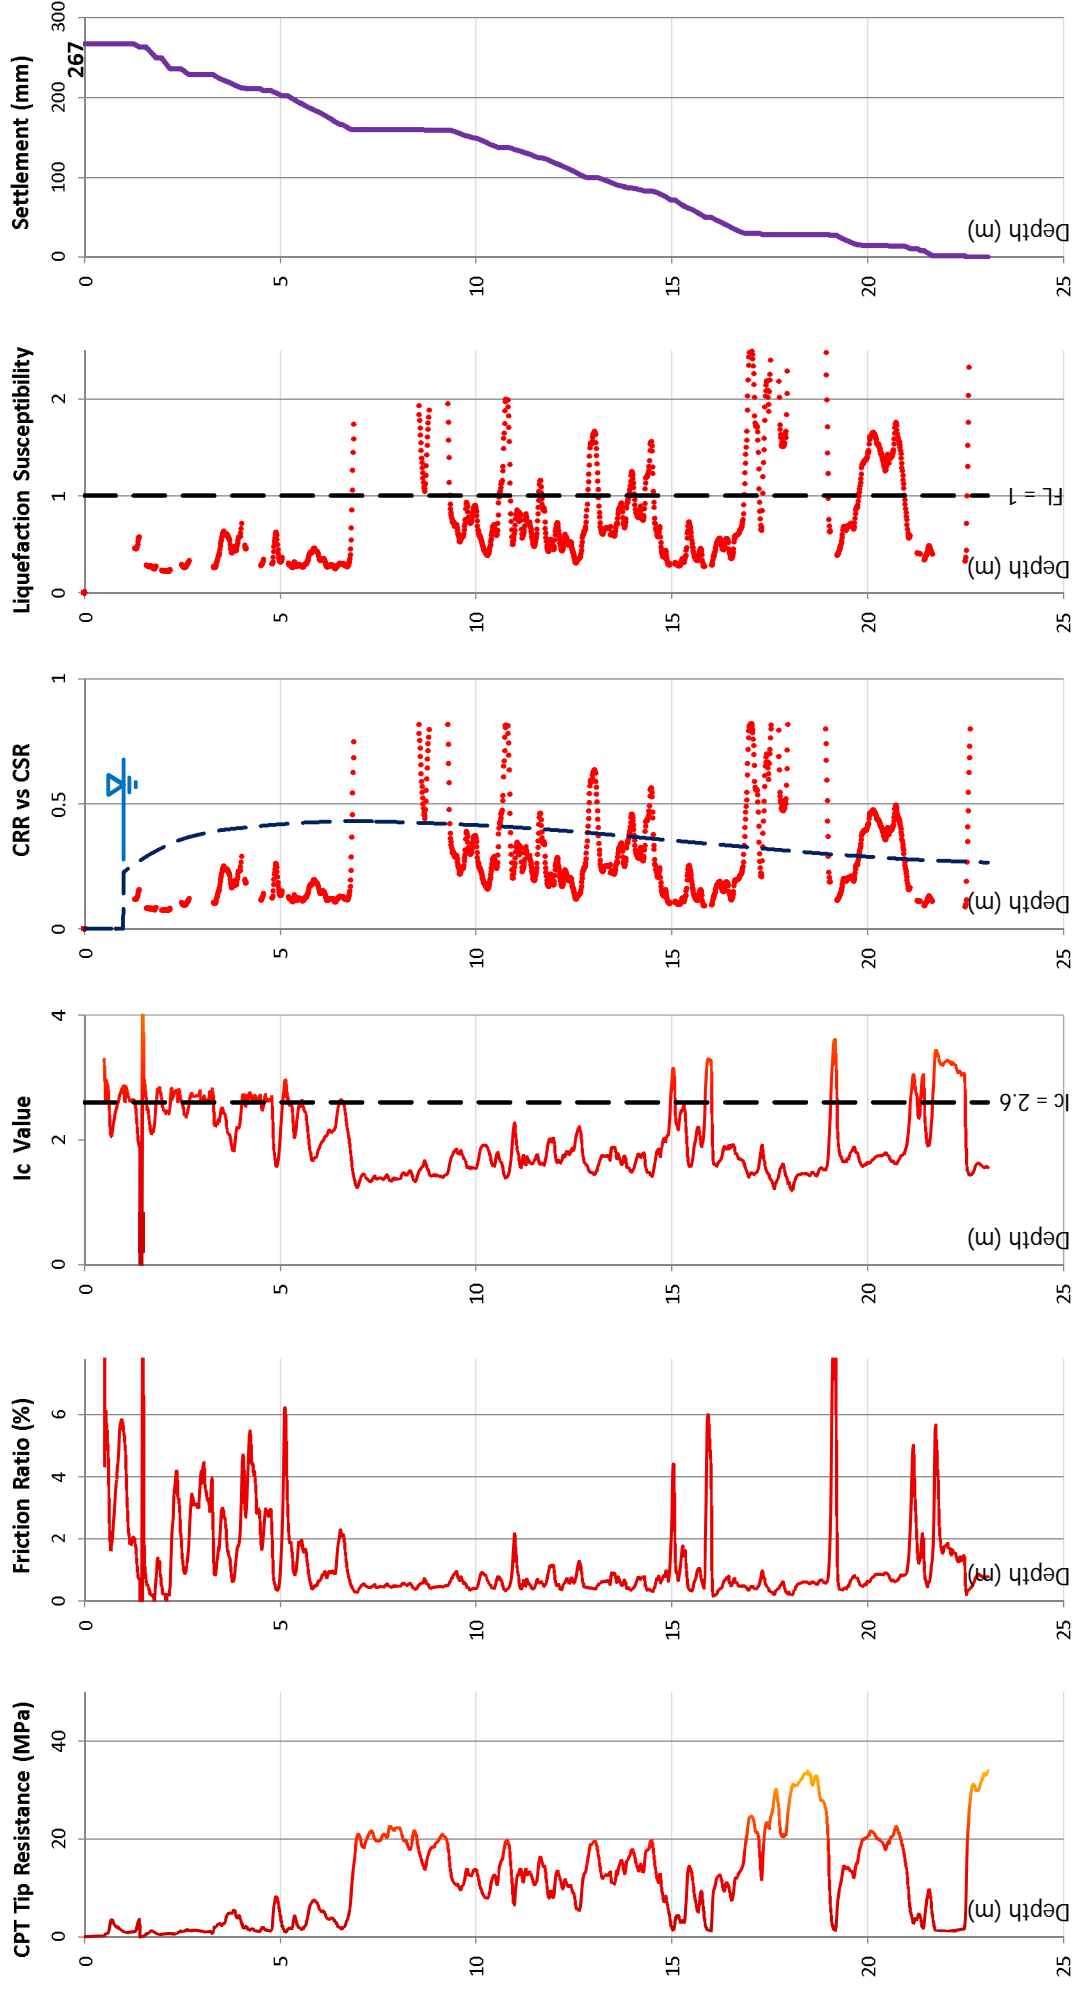 CPT Tip Resistance (MPa)
0 20 40
0
5
10
15
20
25
Depth (m)
Friction Ratio (%)
0 2 4 6
0
5
10
15
20
25
Depth (m)
Ic Value
0 2 4
0
5
10
15
20
25
Depth (m)
Ic = 2.6
CRR vs CSR
0 0.5 1
0
5
10
15
20
25
Depth (m)
Liquefaction Susceptibility
0 1 2
0
5
10
15
20
25
Depth (m)
FL = 1
Settlement (mm)
0 100 200 300
267
0
5
10
15
20
25
Depth (m)